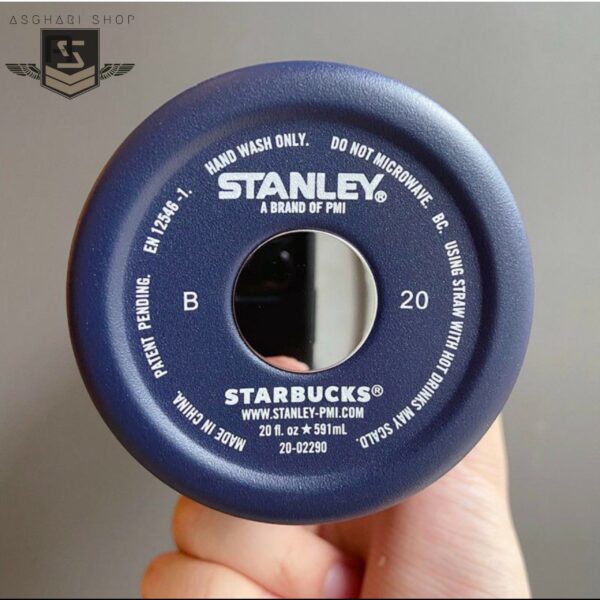 ASGHARI SHOP
MADE IN CHINA. PATENT PENDING. EN 12546-1. HAND WASH ONLY. DO NOT MICROWAVE. BC. USING STRAW WITH HOT DRINKS MAY SCALD.
STANLEY®
A BRAND OF PMI
B 20
STARBUCKS®
WWW.STANLEY-PMI.COM
20 fl. oz ★ 591mL
20-02290